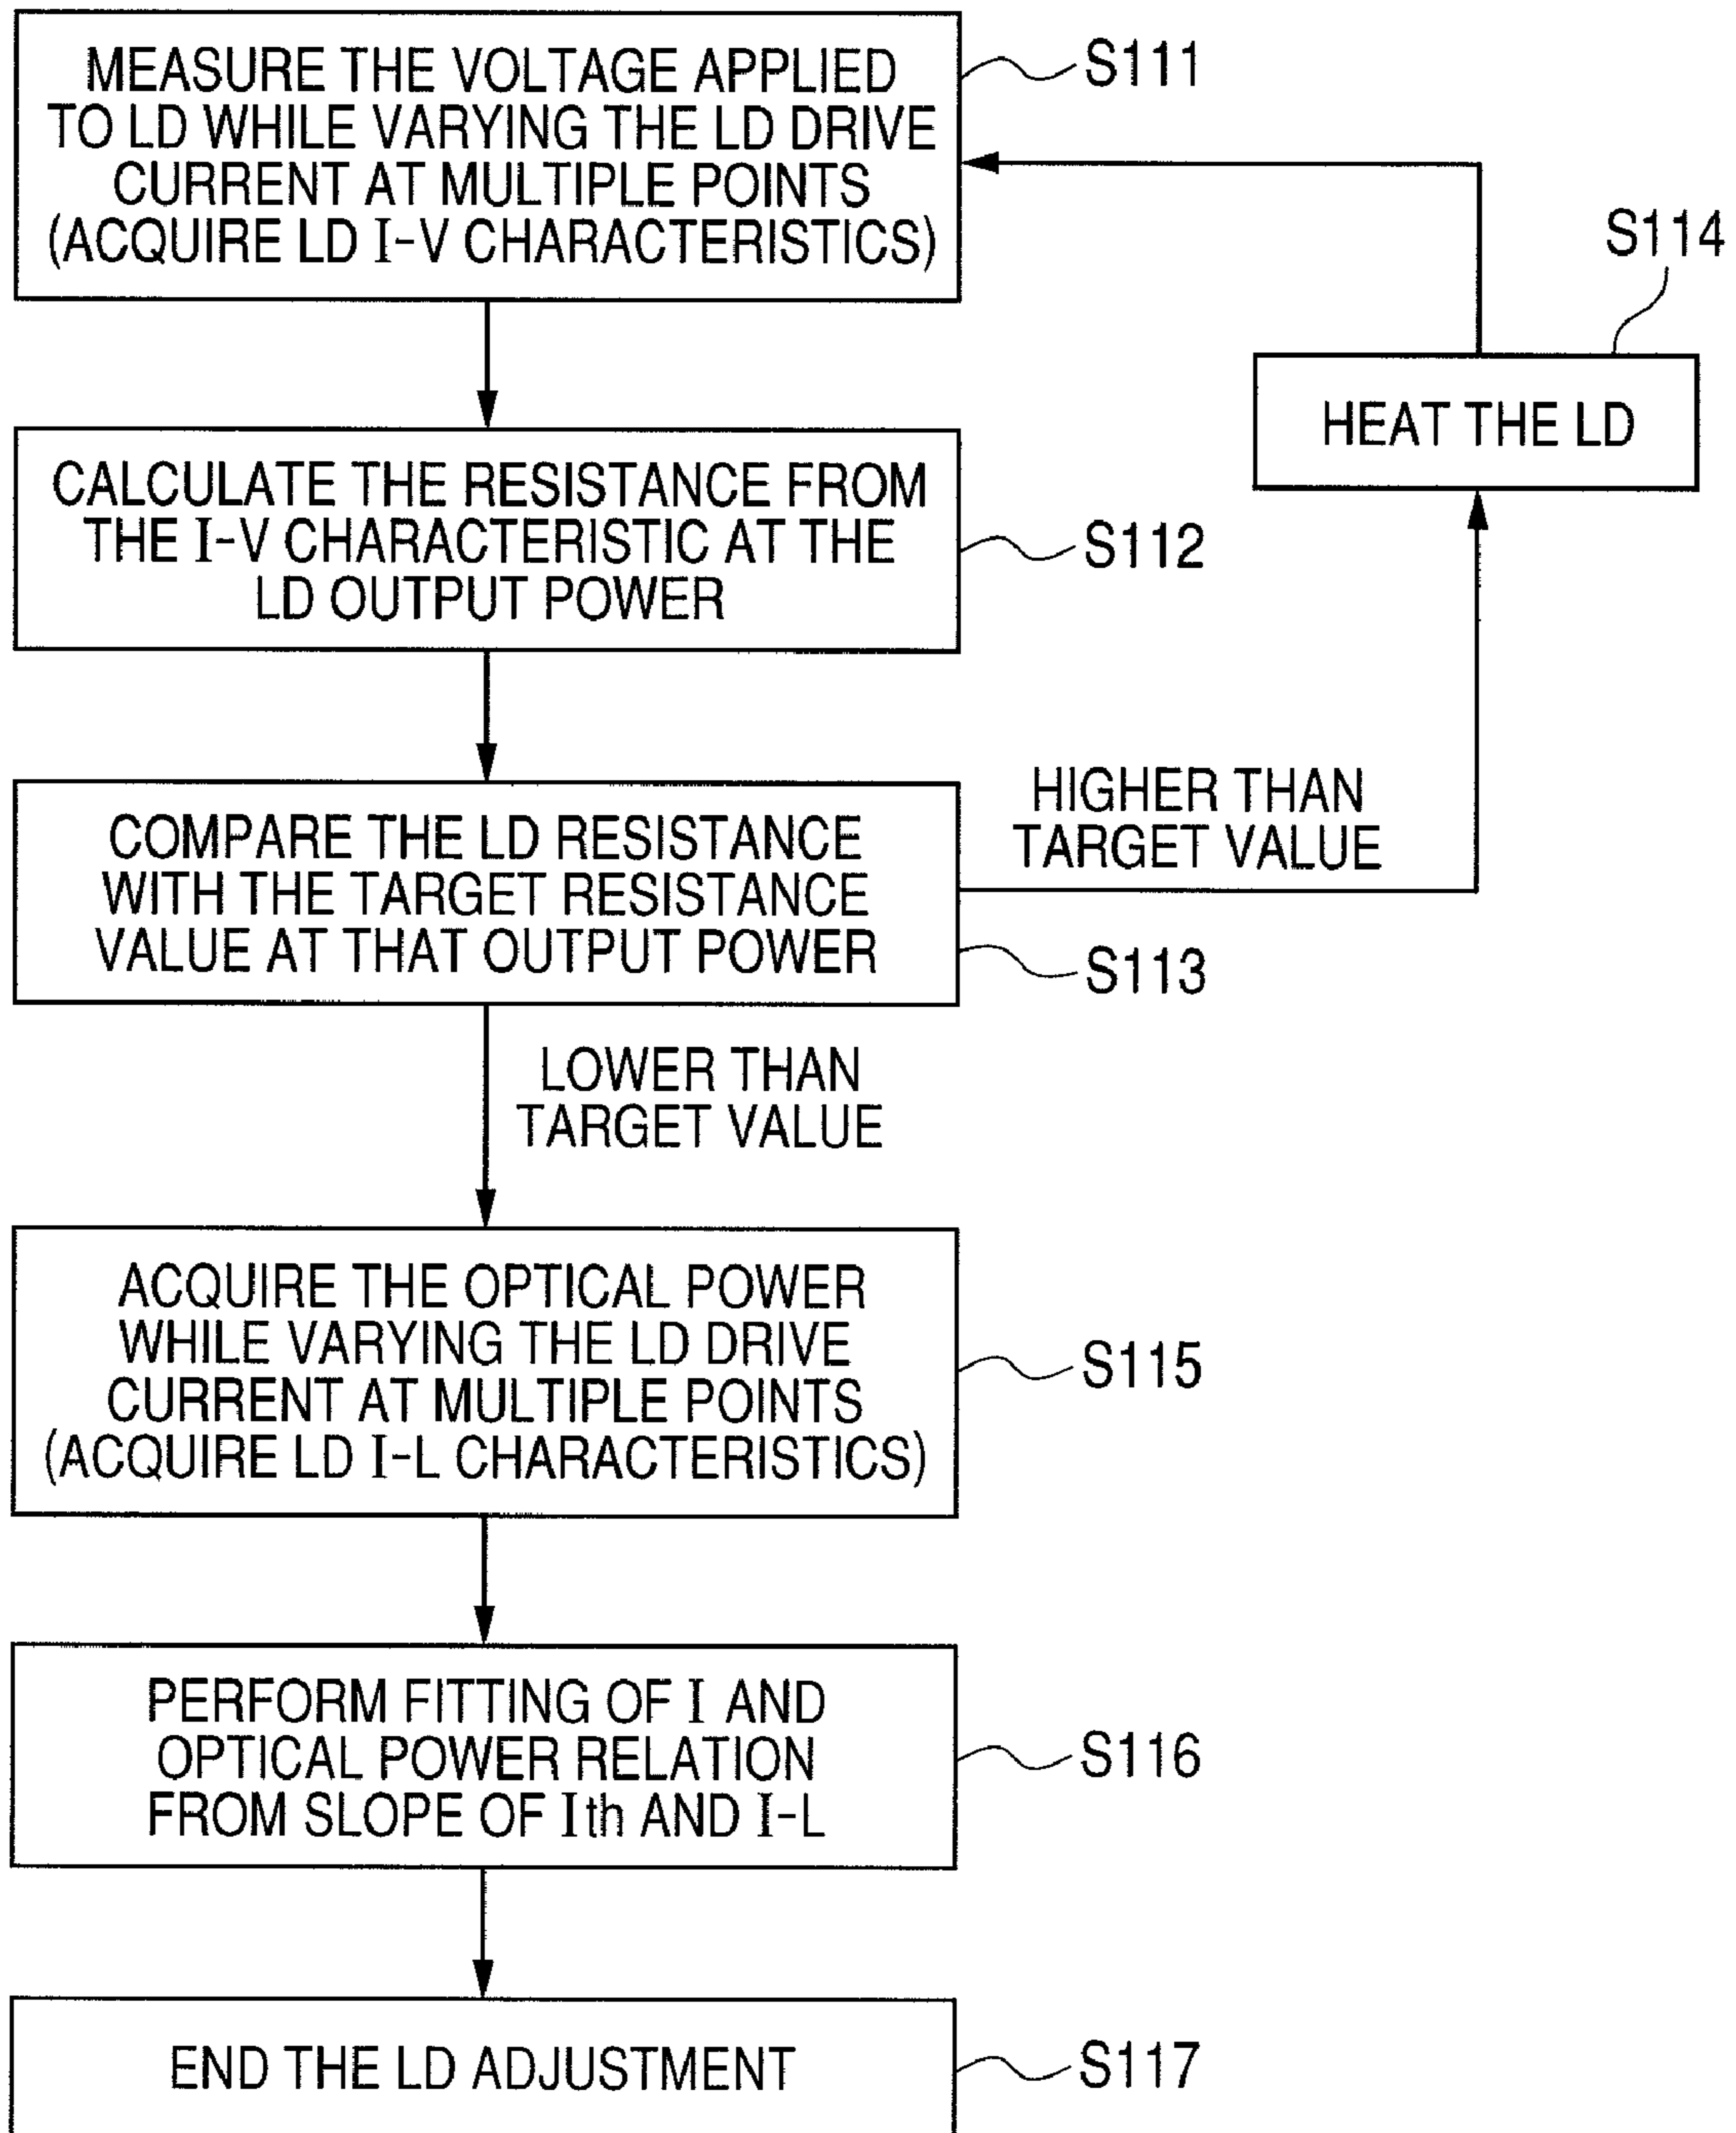 MEASURE THE VOLTAGE APPLIED
TO LD WHILE VARYING THE LD DRIVE
CURRENT AT MULTIPLE POINTS
(ACQUIRE LD I-V CHARACTERISTICS)
S111
S114
HEAT THE LD
CALCULATE THE RESISTANCE FROM
THE I-V CHARACTERISTIC AT THE
LD OUTPUT POWER
S112
COMPARE THE LD RESISTANCE
WITH THE TARGET RESISTANCE
VALUE AT THAT OUTPUT POWER
S113
HIGHER THAN
TARGET VALUE
LOWER THAN
TARGET VALUE
ACQUIRE THE OPTICAL POWER
WHILE VARYING THE LD DRIVE
CURRENT AT MULTIPLE POINTS
(ACQUIRE LD I-L CHARACTERISTICS)
S115
PERFORM FITTING OF I AND
OPTICAL POWER RELATION
FROM SLOPE OF Ith AND I-L
S116
END THE LD ADJUSTMENT
S117